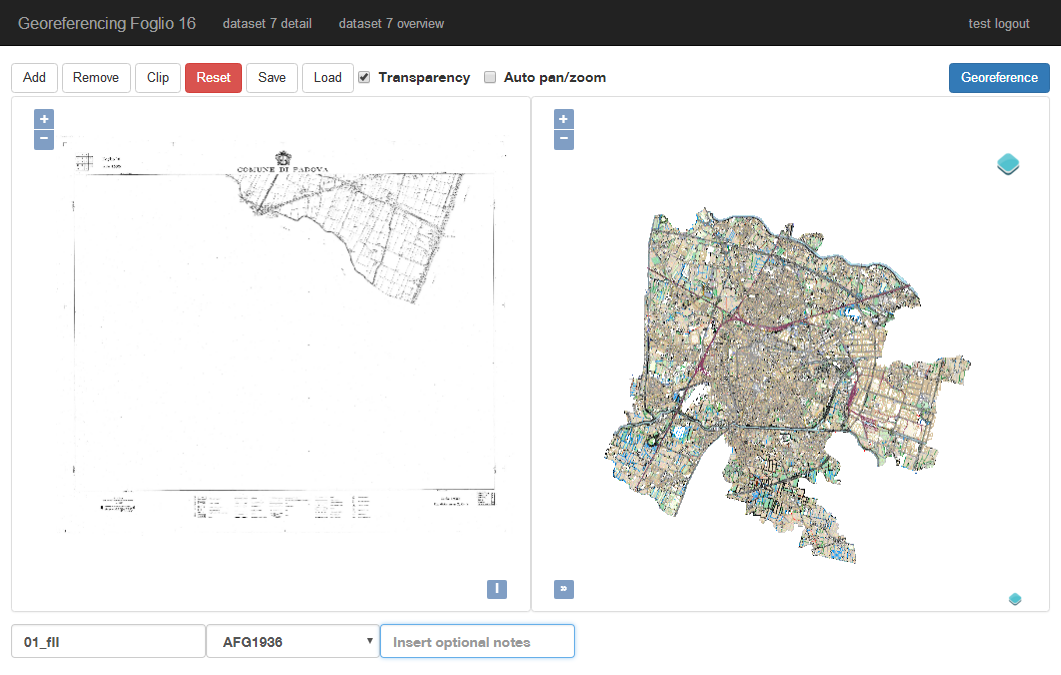 Georeferencing Foglio 16 dataset 7 detail dataset 7 overview test logout
Add Remove Clip Reset Save Load Transparency Auto pan/zoom Georeference
+ +
− −
COMUNE DI PADOVA
I »
01_fII AFG1936 Insert optional notes